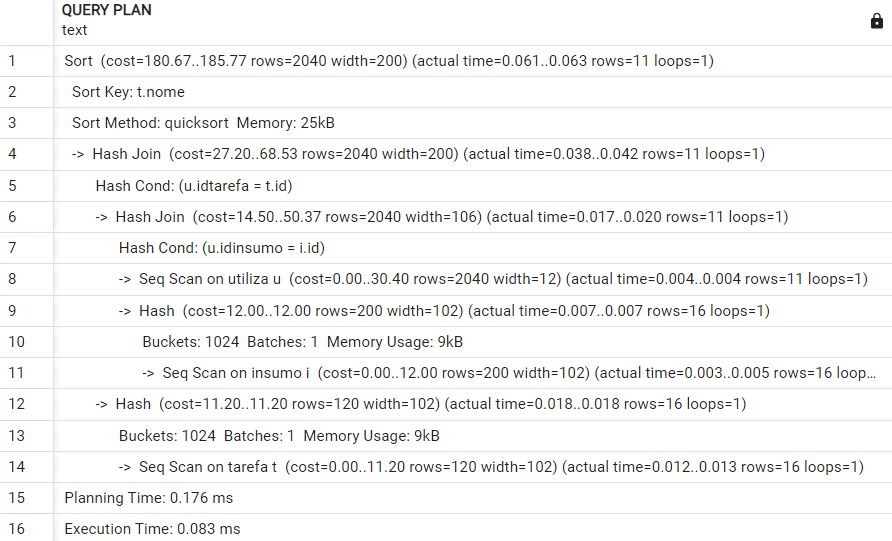 QUERY PLAN
text
1 Sort (cost=180.67..185.77 rows=2040 width=200) (actual time=0.061..0.063 rows=11 loops=1)
2 Sort Key: t.nome
3 Sort Method: quicksort Memory: 25kB
4 -> Hash Join (cost=27.20..68.53 rows=2040 width=200) (actual time=0.038..0.042 rows=11 loops=1)
5 Hash Cond: (u.idtarefa = t.id)
6 -> Hash Join (cost=14.50..50.37 rows=2040 width=106) (actual time=0.017..0.020 rows=11 loops=1)
7 Hash Cond: (u.idinsumo = i.id)
8 -> Seq Scan on utiliza u (cost=0.00..30.40 rows=2040 width=12) (actual time=0.004..0.004 rows=11 loops=1)
9 -> Hash (cost=12.00..12.00 rows=200 width=102) (actual time=0.007..0.007 rows=16 loops=1)
10 Buckets: 1024 Batches: 1 Memory Usage: 9kB
11 -> Seq Scan on insumo i (cost=0.00..12.00 rows=200 width=102) (actual time=0.003..0.005 rows=16 loop...
12 -> Hash (cost=11.20..11.20 rows=120 width=102) (actual time=0.018..0.018 rows=16 loops=1)
13 Buckets: 1024 Batches: 1 Memory Usage: 9kB
14 -> Seq Scan on tarefa t (cost=0.00..11.20 rows=120 width=102) (actual time=0.012..0.013 rows=16 loops=1)
15 Planning Time: 0.176 ms
16 Execution Time: 0.083 ms